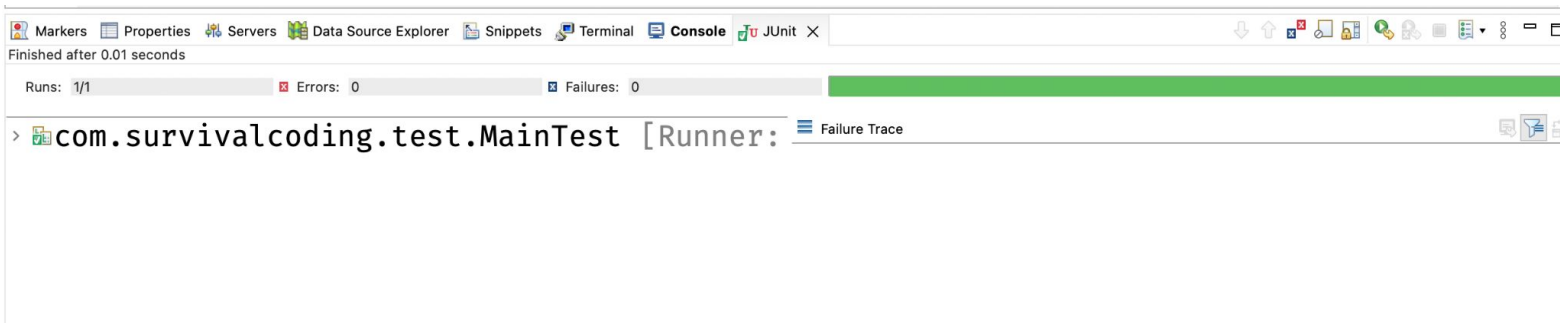 Markers Properties Servers Data Source Explorer Snippets Terminal Console JUnit
Finished after 0.01 seconds
Runs: 1/1 Errors: 0 Failures: 0
com.survivalcoding.test.MainTest [Runner:
Failure Trace